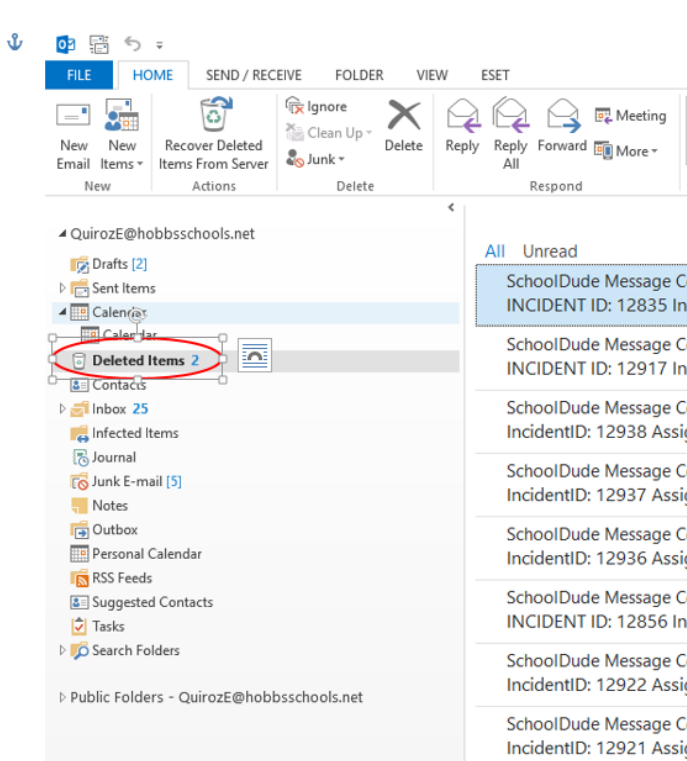 FILE HOME SEND / RECEIVE FOLDER VIEW ESET
New Email
New Items
New
Recover Deleted Items From Server
Actions
Ignore
Clean Up
Junk
Delete
Delete
Reply
Reply All
Forward
Meeting
More
Respond
QuirozE@hobbsschools.net
Drafts [2]
Sent Items
Calendar
Calendar
Deleted Items 2
Contacts
Inbox 25
Infected Items
Journal
Junk E-mail [5]
Notes
Outbox
Personal Calendar
RSS Feeds
Suggested Contacts
Tasks
Search Folders
Public Folders - QuirozE@hobbsschools.net
All Unread
SchoolDude Message C
INCIDENT ID: 12835 In
SchoolDude Message C
INCIDENT ID: 12917 In
SchoolDude Message C
IncidentID: 12938 Assi
SchoolDude Message C
IncidentID: 12937 Assi
SchoolDude Message C
IncidentID: 12936 Assi
SchoolDude Message C
INCIDENT ID: 12856 In
SchoolDude Message C
IncidentID: 12922 Assi
SchoolDude Message C
IncidentID: 12921 Assi